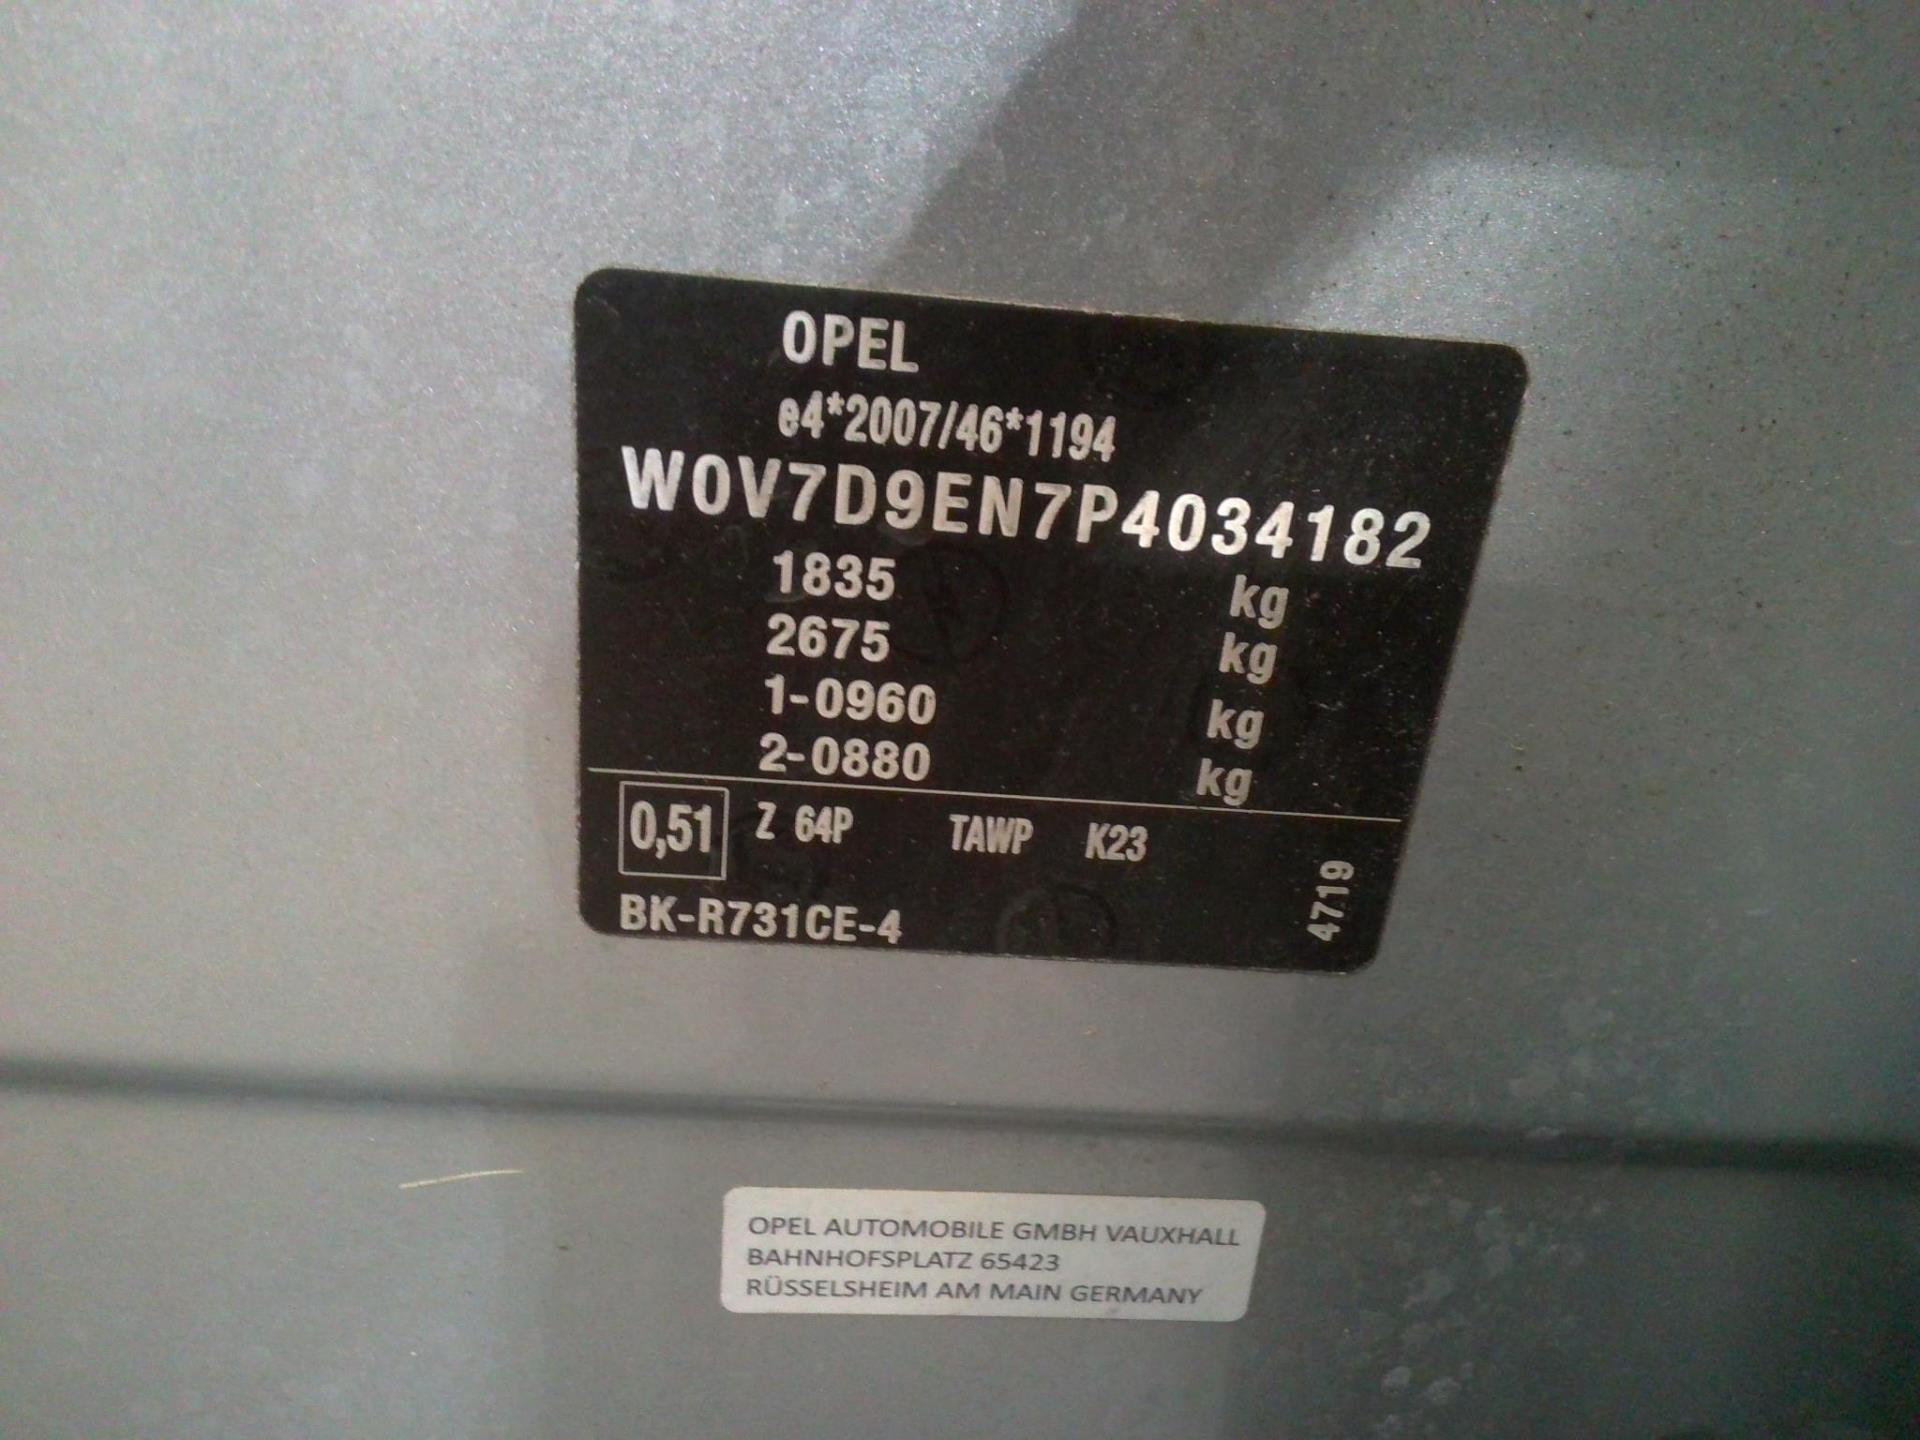 OPEL
e4*2007/46*1194
W0V7D9EN7P4034182
1835 kg
2675 kg
1-0960 kg
2-0880 kg
0,51 Z 64P TAWP K23
BK-R731CE-4
4719
OPEL AUTOMOBILE GMBH VAUXHALL
BAHNHOFSPLATZ 65423
RÜSSELSHEIM AM MAIN GERMANY